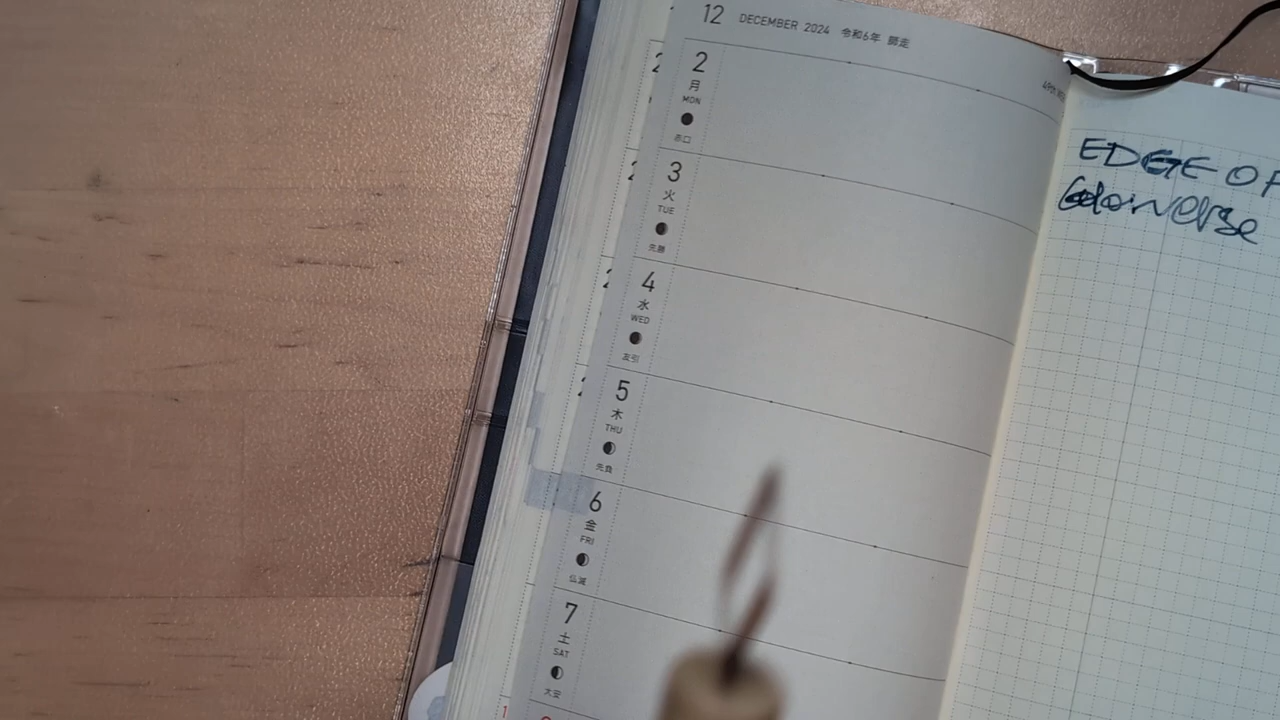 12 DECEMBER 2024 令和6年 師走
2
月
MON
赤口
3
火
TUE
先勝
4
水
WED
友引
5
木
THU
先負
6
金
FRI
仏滅
7
土
SAT
大安
EDGE OF